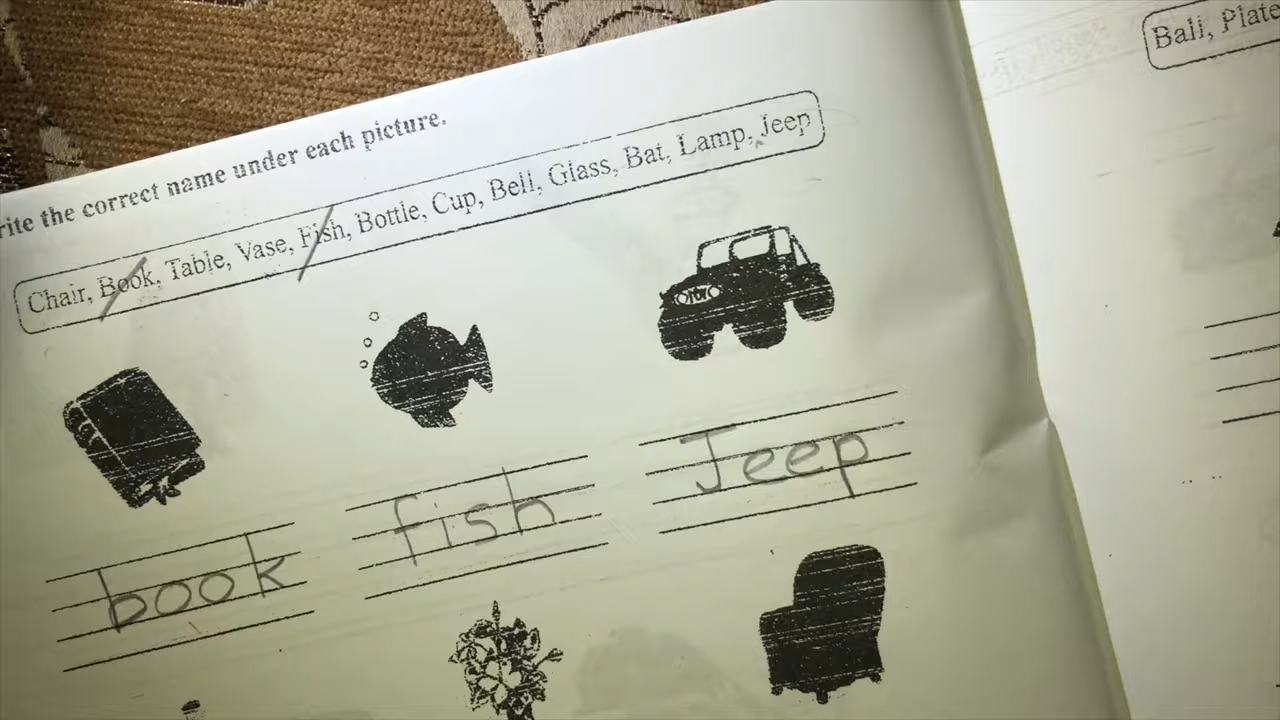 rite the correct name under each picture.
Chair, Book, Table, Vase, Fish, Bottle, Cup, Bell, Glass, Bat, Lamp, Jeep
book fish Jeep
Ball, Plate